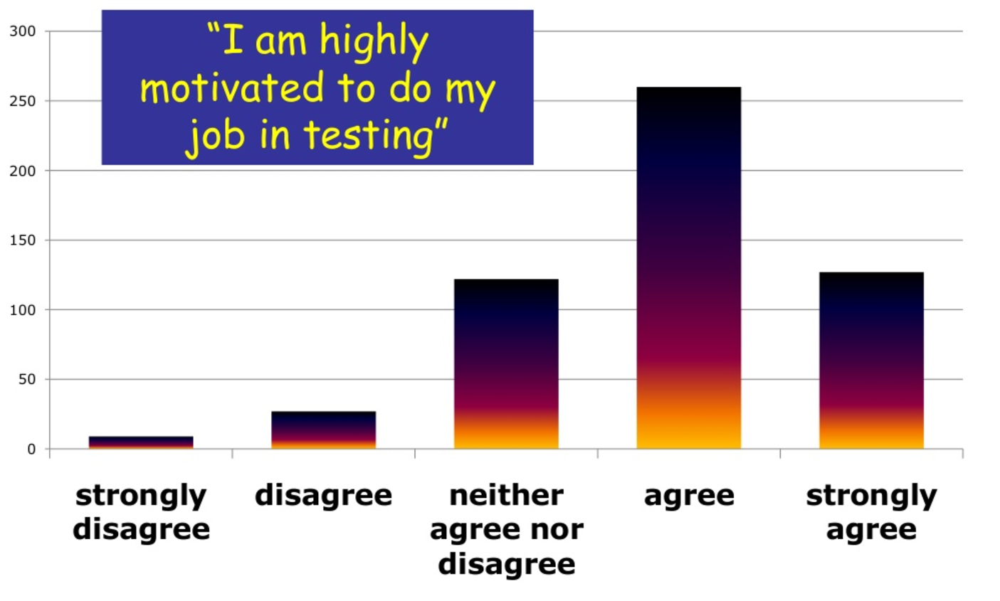 “I am highly
motivated to do my
job in testing”
300
250
200
150
100
50
0
strongly
disagree
disagree
neither
agree nor
disagree
agree
strongly
agree